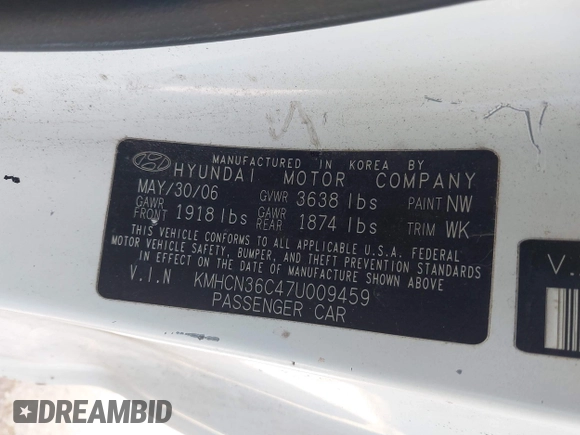 MANUFACTURED IN KOREA BY
HYUNDAI MOTOR COMPANY
MAY/30/06 GVWR 3638 lbs PAINT NW
GAWR FRONT 1918 lbs GAWR REAR 1874 lbs TRIM WK
THIS VEHICLE CONFORMS TO ALL APPLICABLE U.S.A. FEDERAL
MOTOR VEHICLE SAFETY, BUMPER, AND THEFT PREVENTION STANDARDS
IN EFFECT ON THE DATE OF MANUFACTURE SHOWN ABOVE
V.I.N KMHCN36C47U009459
PASSENGER CAR
V.
DREAMBID